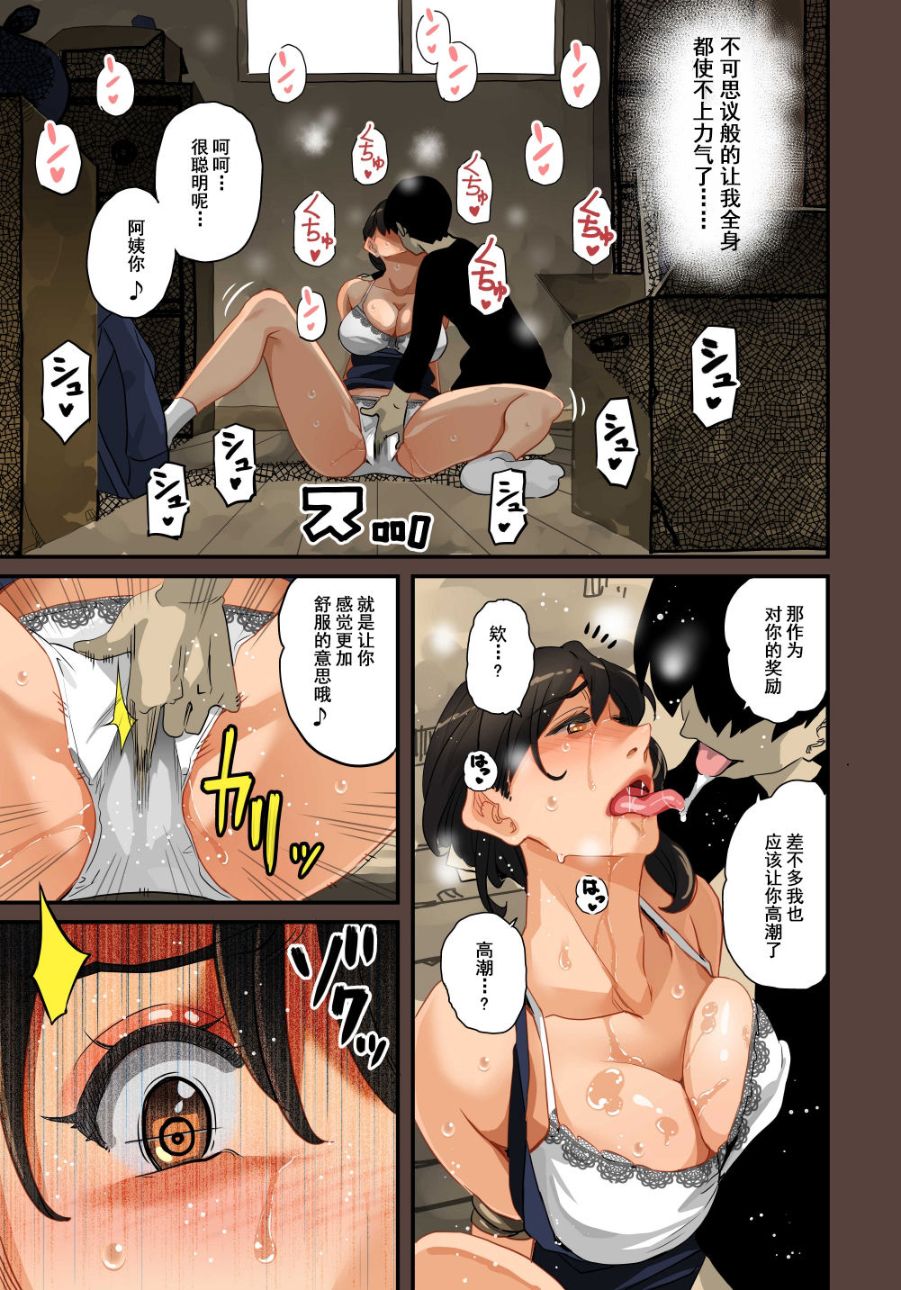 不可思议般的让我全身
都使不上力气了……
呵呵…
很聪明呢…
阿姨你
♪
くちゅ♥
くちゅ♥
くちゅ♥
くちゅ♥
くちゅ♥
シュ♥
シュ♥
シュ♥
シュ♥
シュ♥
シュ♥
ス…
那作为
对你的奖励
欸…?
はっ♥
はっ♥
差不多我也
应该让你高潮了
高潮…?
就是让你
感觉更加
舒服的意思哦
♪
カリッ
ゾクッ